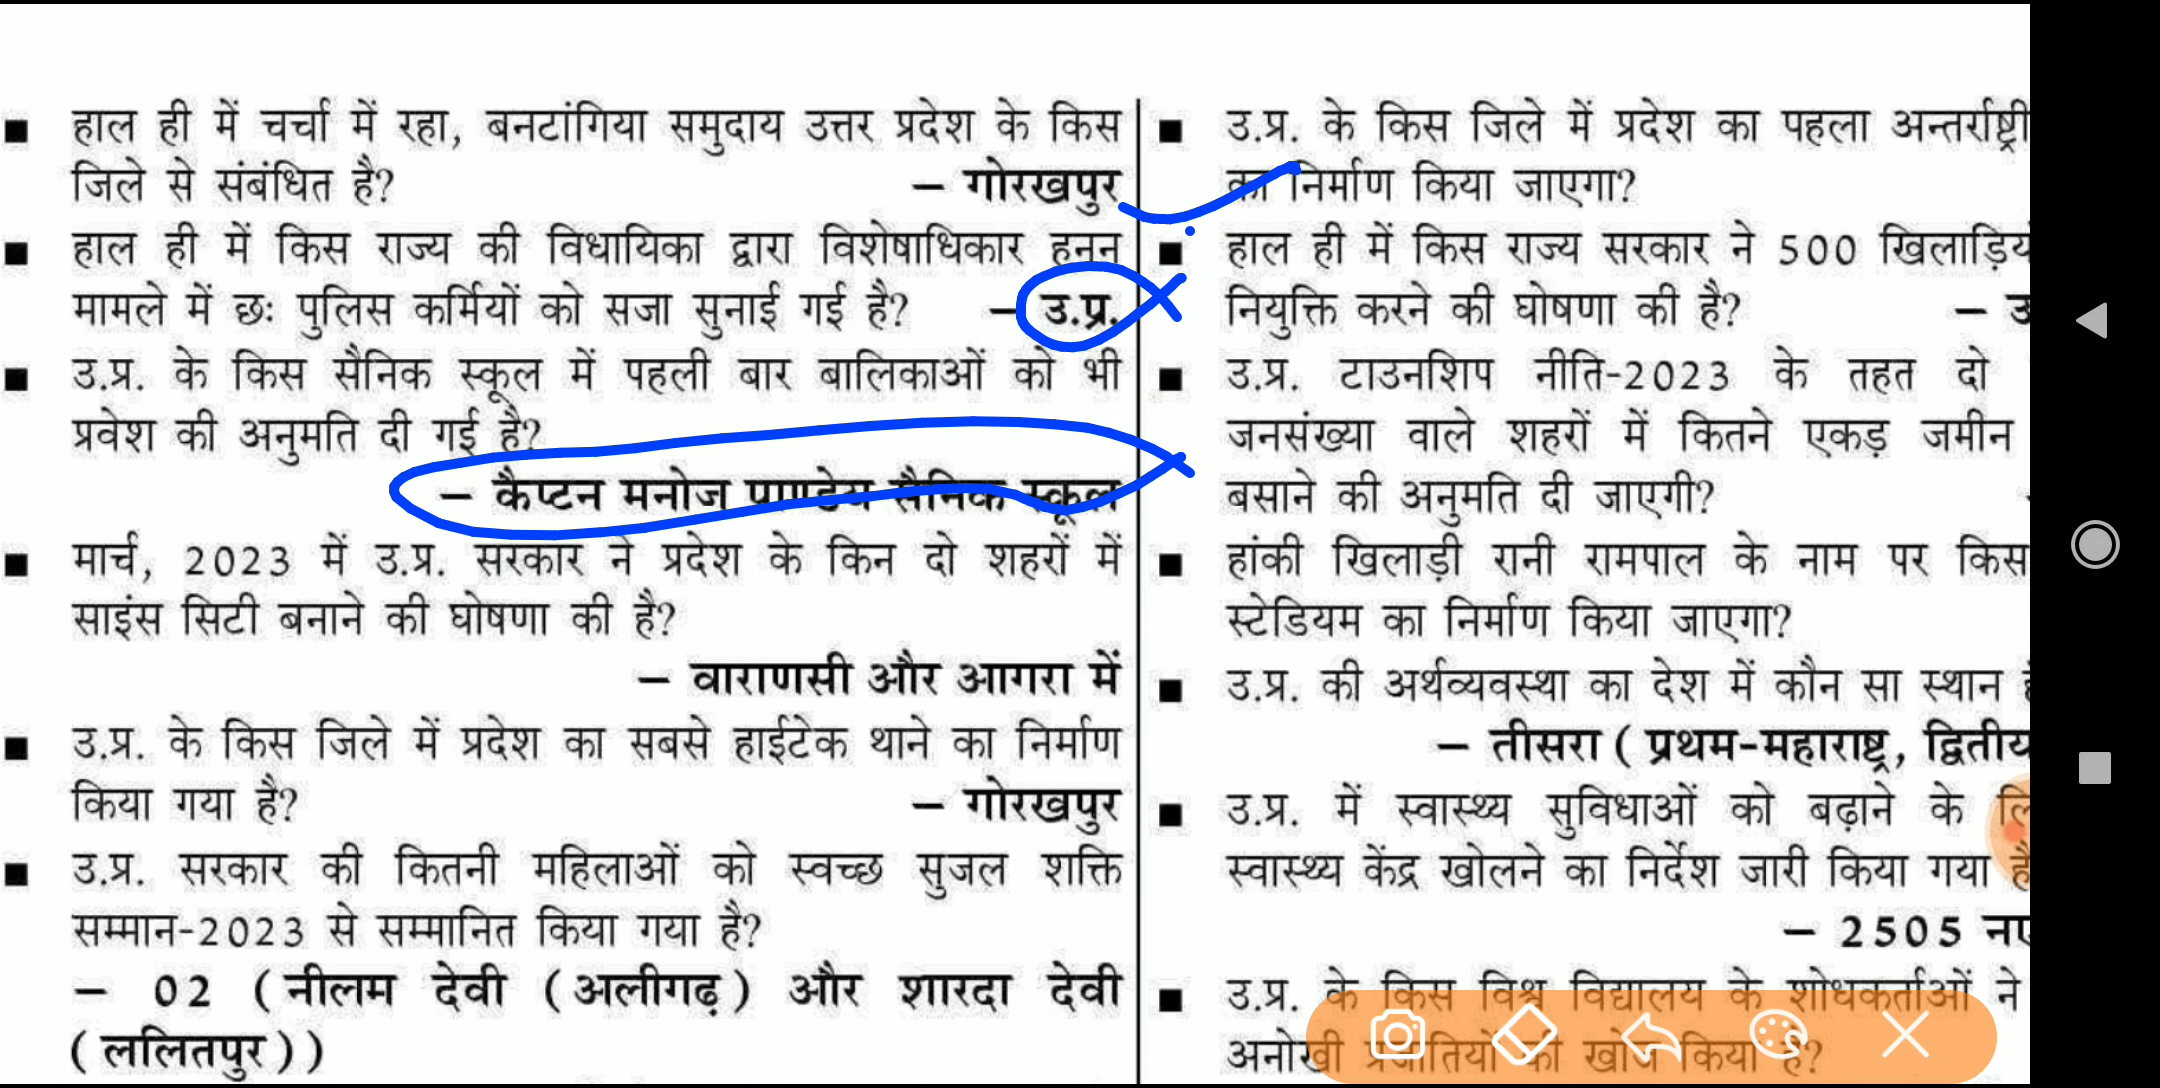 हाल ही में चर्चा में रहा, बनटांगिया समुदाय उत्तर प्रदेश के किस
जिले से संबंधित है? – गोरखपुर
हाल ही में किस राज्य की विधायिका द्वारा विशेषाधिकार हनन
मामले में छः पुलिस कर्मियों को सजा सुनाई गई है? – उ.प्र.
उ.प्र. के किस सैनिक स्कूल में पहली बार बालिकाओं को भी
प्रवेश की अनुमति दी गई है?
– कैप्टन मनोज पाण्डेय सैनिक स्कूल
मार्च, 2023 में उ.प्र. सरकार ने प्रदेश के किन दो शहरों में
साइंस सिटी बनाने की घोषणा की है?
– वाराणसी और आगरा में
उ.प्र. के किस जिले में प्रदेश का सबसे हाईटेक थाने का निर्माण
किया गया है? – गोरखपुर
उ.प्र. सरकार की कितनी महिलाओं को स्वच्छ सुजल शक्ति
सम्मान-2023 से सम्मानित किया गया है?
– 02 (नीलम देवी (अलीगढ़) और शारदा देवी
(ललितपुर))
उ.प्र. के किस जिले में प्रदेश का पहला
का निर्माण किया जाएगा?
हाल ही में किस राज्य सरकार ने 500
नियुक्ति करने की घोषणा की है? –
उ.प्र. टाउनशिप नीति-2023 के तहत दो
जनसंख्या वाले शहरों में कितने एकड़ जमीन
बसाने की अनुमति दी जाएगी?
हांकी खिलाड़ी रानी रामपाल के नाम पर किस
स्टेडियम का निर्माण किया जाएगा?
उ.प्र. की अर्थव्यवस्था का देश में कौन सा स्थान
– तीसरा (प्रथम-महाराष्ट्र, द्वितीय
उ.प्र. में स्वास्थ्य सुविधाओं को बढ़ाने के
स्वास्थ्य केंद्र खोलने का निर्देश जारी किया गया है
– 2505
उ.प्र. के किस विश्व विद्यालय के शोधकर्ताओं ने
अनोखी प्रजातियों की खोज किया है?